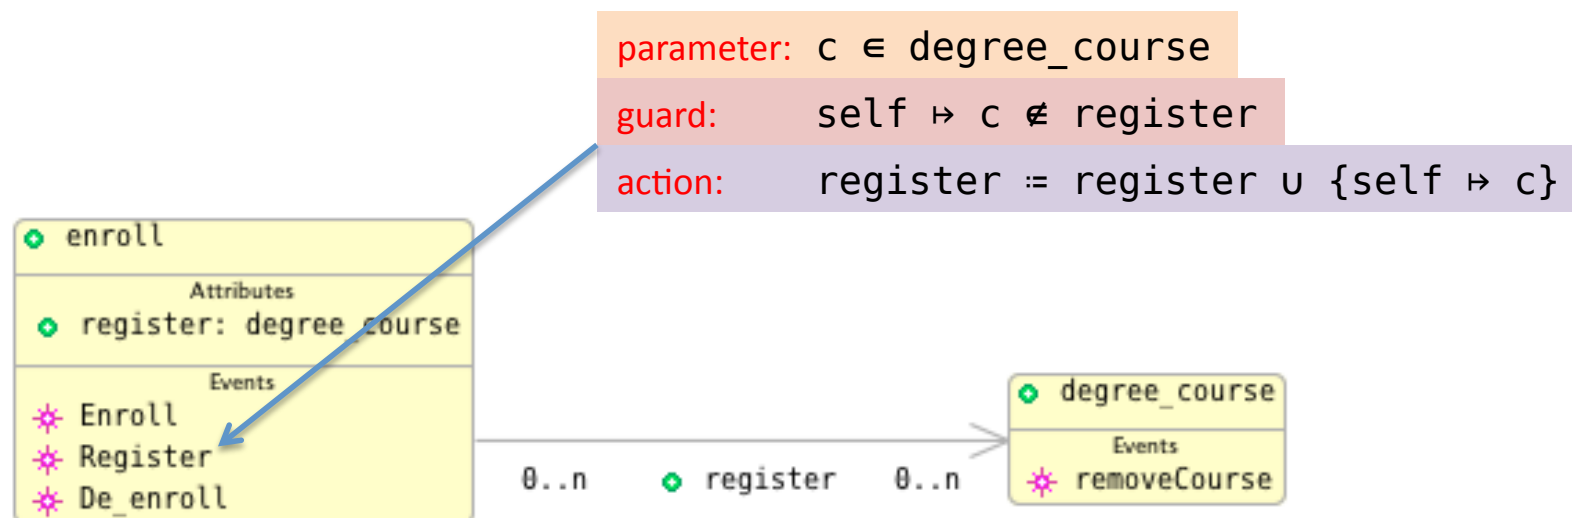 parameter: c ∈ degree_course
guard: self ↦ c ∉ register
action: register ≔ register ∪ {self ↦ c}
enroll
Attributes
register: degree_course
Events
Enroll
Register
De_enroll
0..n register 0..n
degree_course
Events
removeCourse